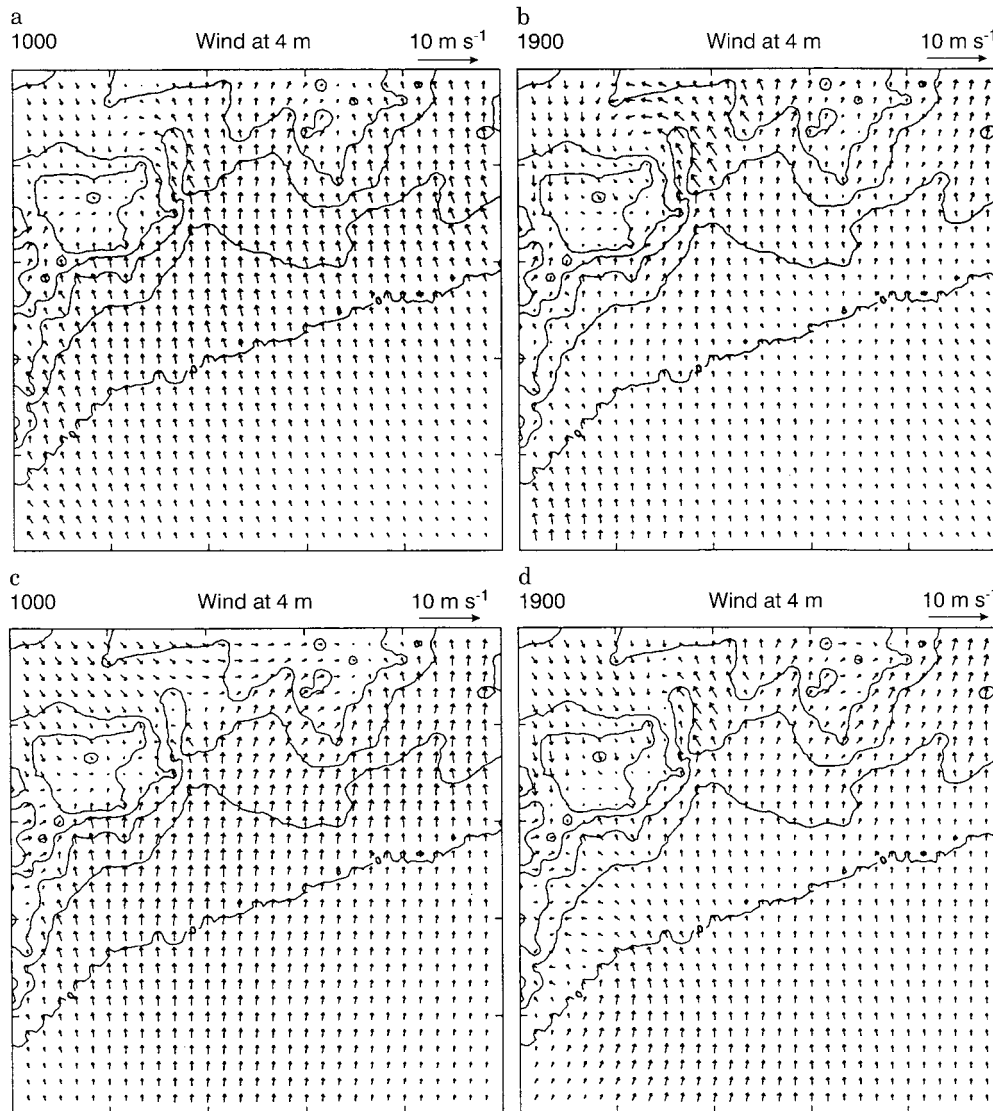 a
1000 Wind at 4 m 10 m s⁻¹
b
1900 Wind at 4 m 10 m s⁻¹
c
1000 Wind at 4 m 10 m s⁻¹
d
1900 Wind at 4 m 10 m s⁻¹